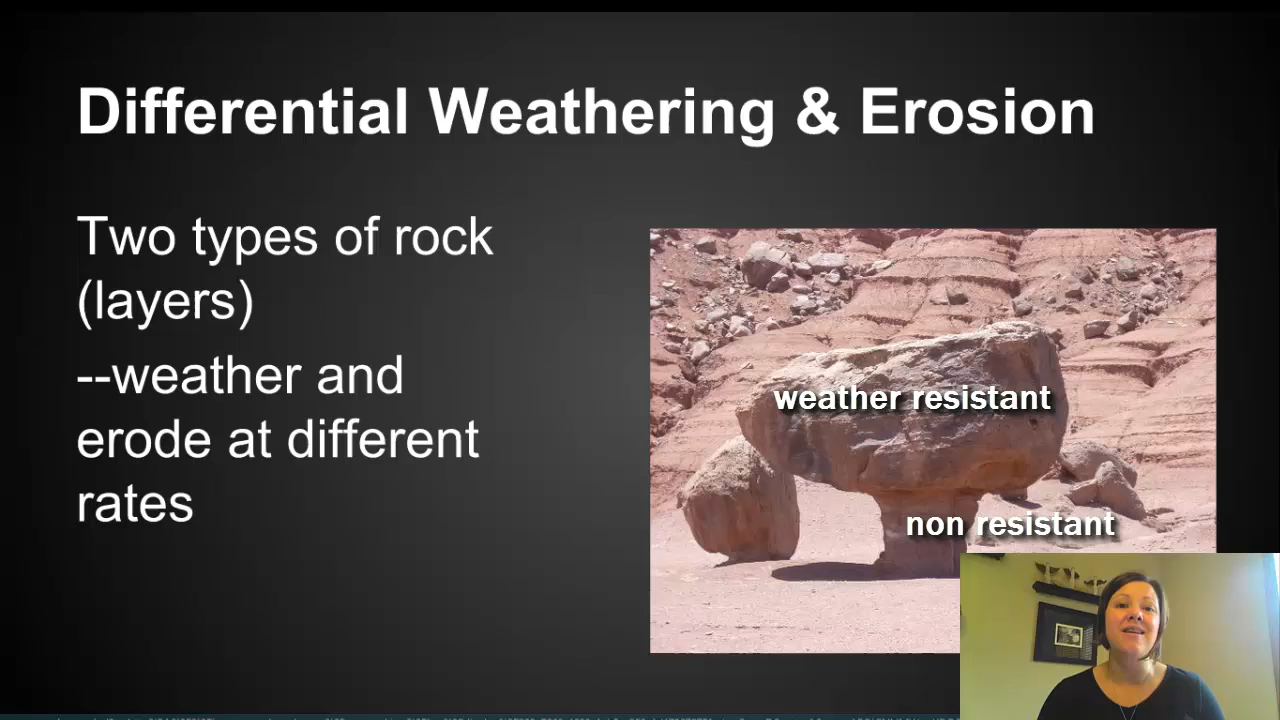 Differential Weathering & Erosion
Two types of rock
(layers)
--weather and
erode at different
rates
weather resistant
non resistant